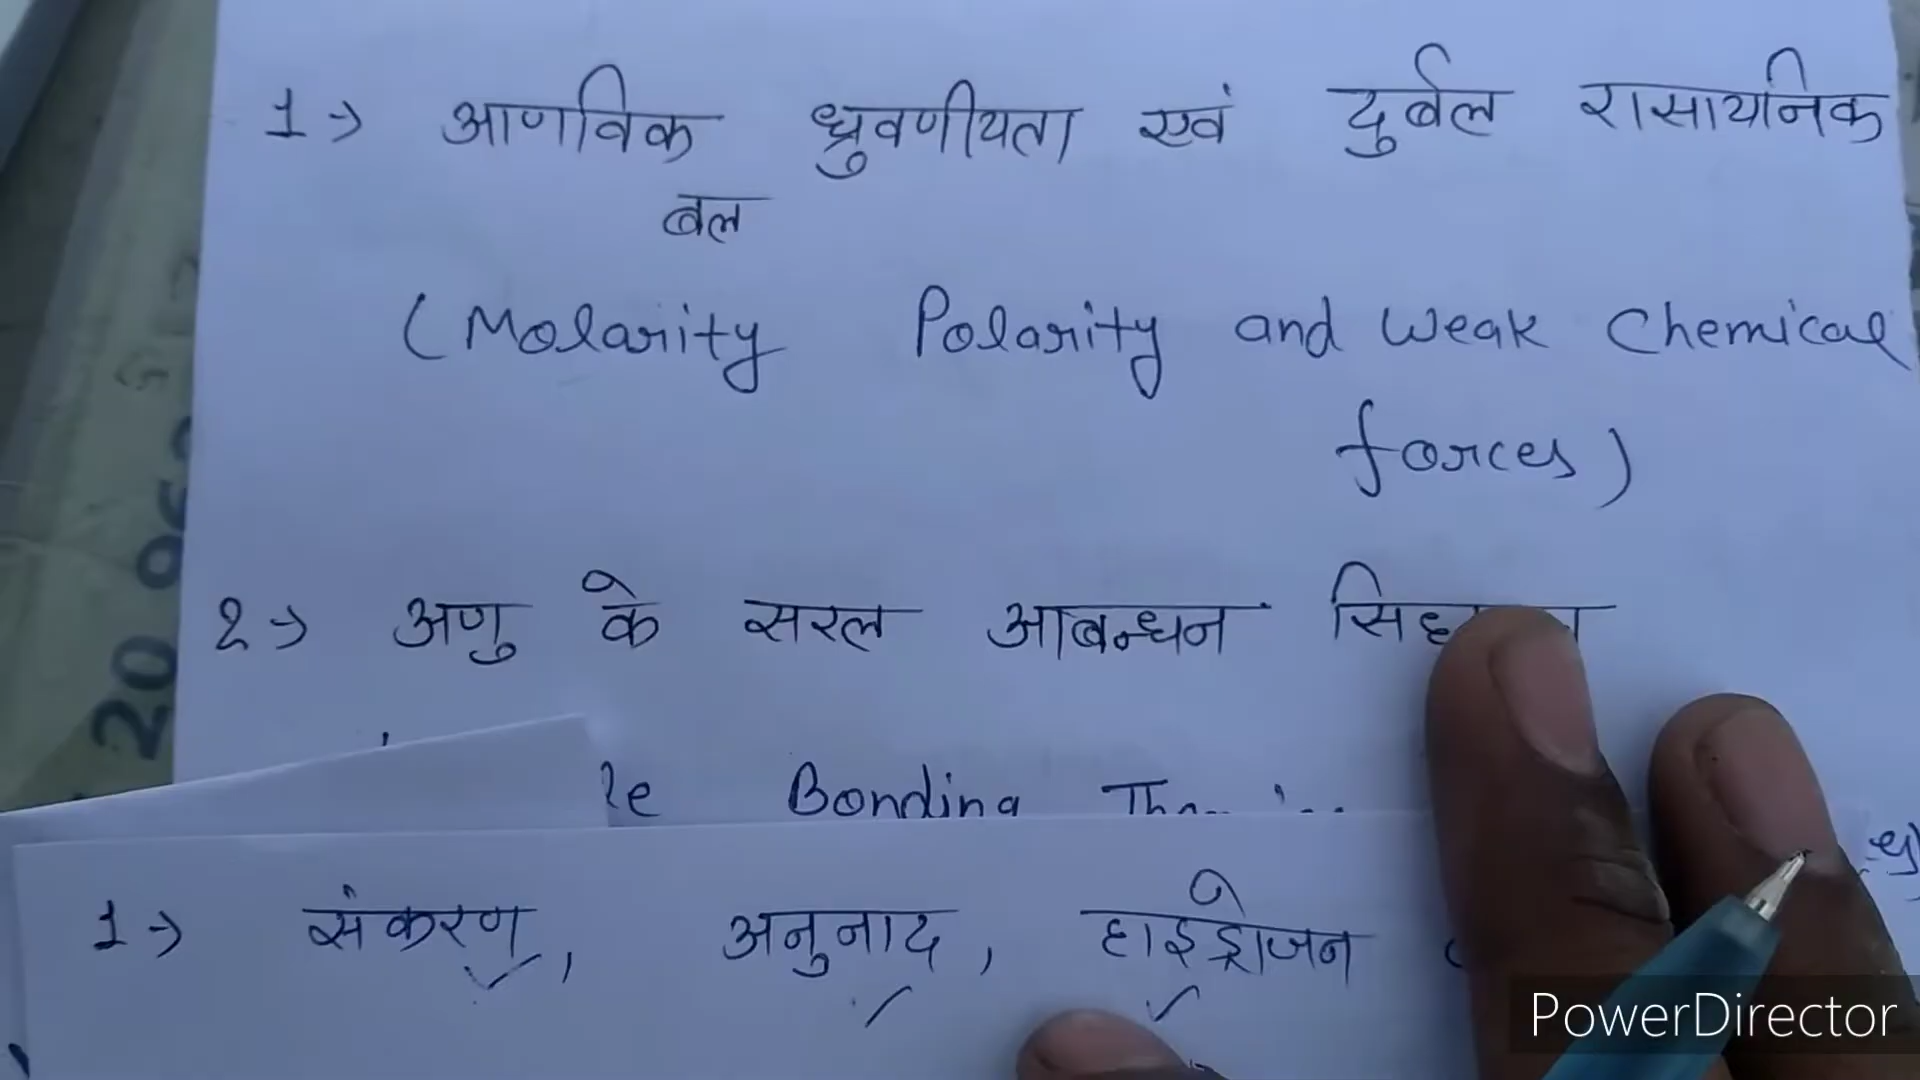 1→ आणविक ध्रुवणीयता एवं दुर्बल रासायनिक
बल
(Molarity Polarity and Weak Chemical
forces)
2→ अणु के सरल आबन्धन
Bonding
1→ संकरण, अनुनाद, हाइड्रोजन
PowerDirector
20